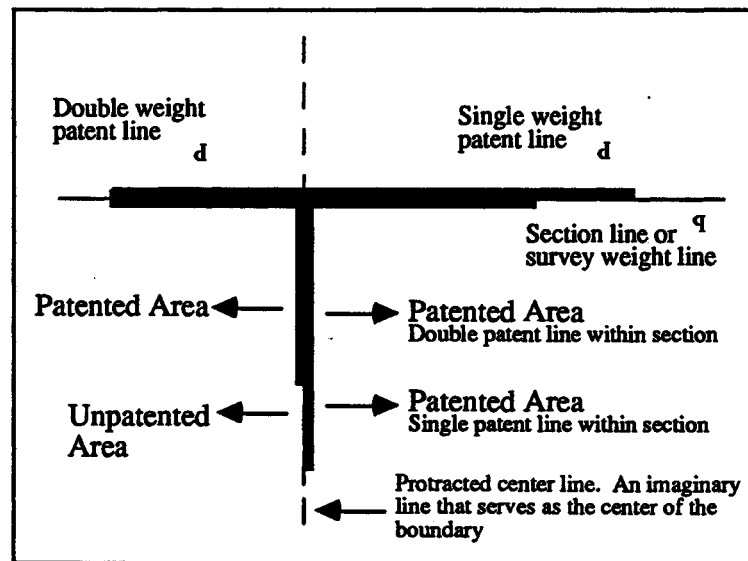 Double weight
patent line
Single weight
patent line
Section line or
survey weight line
Patented Area
Patented Area
Double patent line within section
Unpatented
Area
Patented Area
Single patent line within section
Protracted center line. An imaginary
line that serves as the center of the
boundary